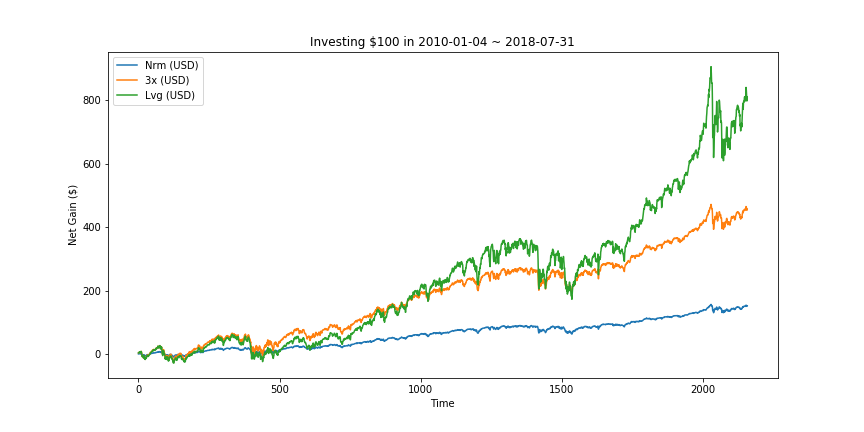 Investing $100 in 2010-01-04 ~ 2018-07-31
Nrm (USD)
3x (USD)
Lvg (USD)
Net Gain ($)
800
600
400
200
0
0 500 1000 1500 2000
Time